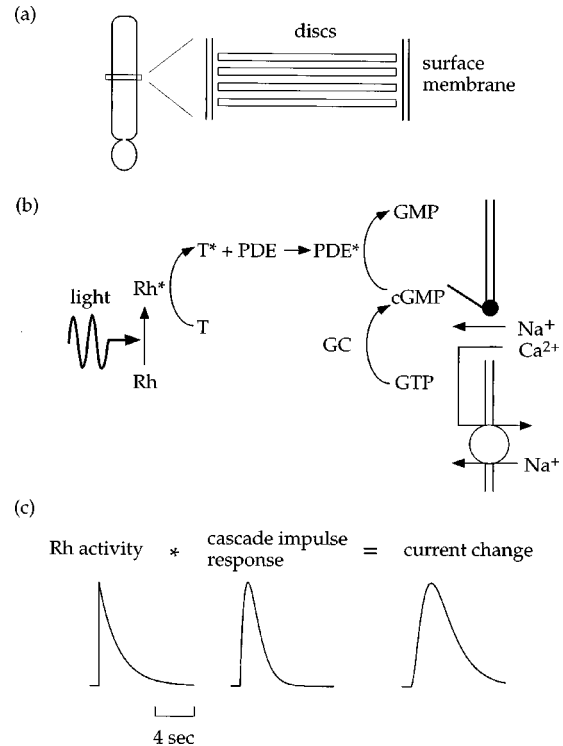 (a)
discs
surface
membrane
(b)
GMP
T* + PDE → PDE*
light
Rh*
cGMP
T
Na⁺
GC
Ca²⁺
Rh
GTP
Na⁺
(c)
Rh activity * cascade impulse response = current change
4 sec